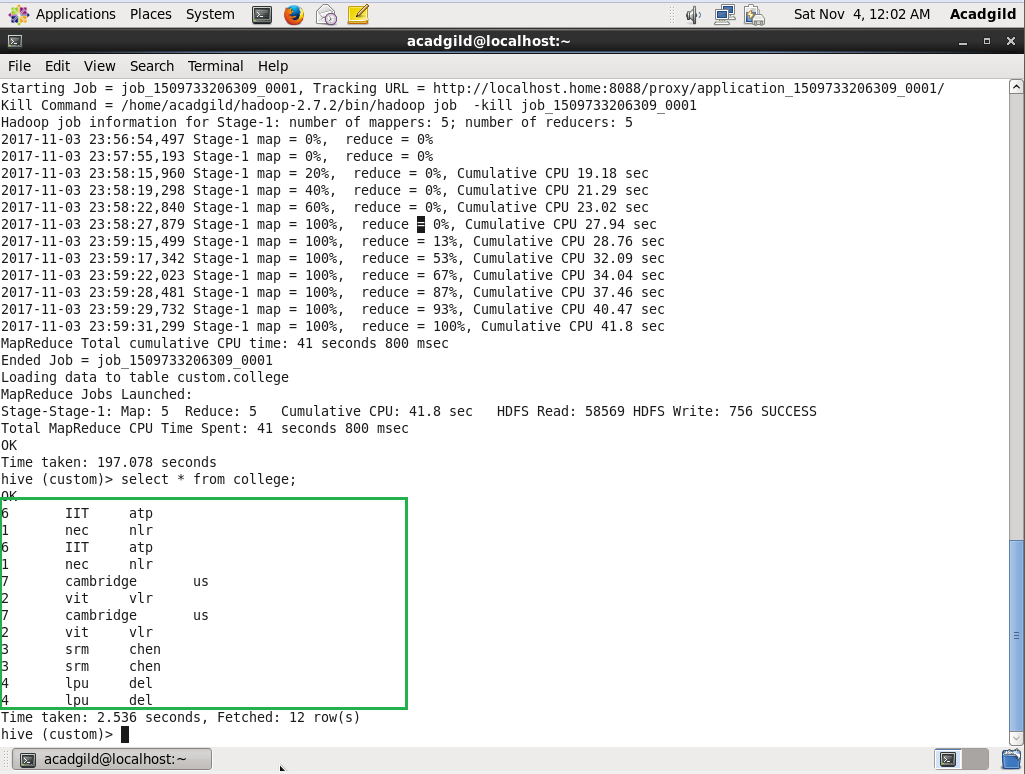 Applications Places System Sat Nov 4, 12:02 AM Acadgild
acadgild@localhost:~
File Edit View Search Terminal Help
Starting Job = job_1509733206309_0001, Tracking URL = http://localhost.home:8088/proxy/application_1509733206309_0001/
Kill Command = /home/acadgild/hadoop-2.7.2/bin/hadoop job  -kill job_1509733206309_0001
Hadoop job information for Stage-1: number of mappers: 5; number of reducers: 5
2017-11-03 23:56:54,497 Stage-1 map = 0%,  reduce = 0%
2017-11-03 23:57:55,193 Stage-1 map = 0%,  reduce = 0%
2017-11-03 23:58:15,960 Stage-1 map = 20%,  reduce = 0%, Cumulative CPU 19.18 sec
2017-11-03 23:58:19,298 Stage-1 map = 40%,  reduce = 0%, Cumulative CPU 21.29 sec
2017-11-03 23:58:22,840 Stage-1 map = 60%,  reduce = 0%, Cumulative CPU 23.02 sec
2017-11-03 23:58:27,879 Stage-1 map = 100%,  reduce = 0%, Cumulative CPU 27.94 sec
2017-11-03 23:59:15,499 Stage-1 map = 100%,  reduce = 13%, Cumulative CPU 28.76 sec
2017-11-03 23:59:17,342 Stage-1 map = 100%,  reduce = 53%, Cumulative CPU 32.09 sec
2017-11-03 23:59:22,023 Stage-1 map = 100%,  reduce = 67%, Cumulative CPU 34.04 sec
2017-11-03 23:59:28,481 Stage-1 map = 100%,  reduce = 87%, Cumulative CPU 37.46 sec
2017-11-03 23:59:29,732 Stage-1 map = 100%,  reduce = 93%, Cumulative CPU 40.47 sec
2017-11-03 23:59:31,299 Stage-1 map = 100%,  reduce = 100%, Cumulative CPU 41.8 sec
MapReduce Total cumulative CPU time: 41 seconds 800 msec
Ended Job = job_1509733206309_0001
Loading data to table custom.college
MapReduce Jobs Launched:
Stage-Stage-1: Map: 5  Reduce: 5   Cumulative CPU: 41.8 sec   HDFS Read: 58569 HDFS Write: 756 SUCCESS
Total MapReduce CPU Time Spent: 41 seconds 800 msec
OK
Time taken: 197.078 seconds
hive (custom)> select * from college;
OK
6 IIT atp
1 nec nlr
6 IIT atp
1 nec nlr
7 cambridge us
2 vit vlr
7 cambridge us
2 vit vlr
3 srm chen
3 srm chen
4 lpu del
4 lpu del
Time taken: 2.536 seconds, Fetched: 12 row(s)
hive (custom)>
acadgild@localhost:~